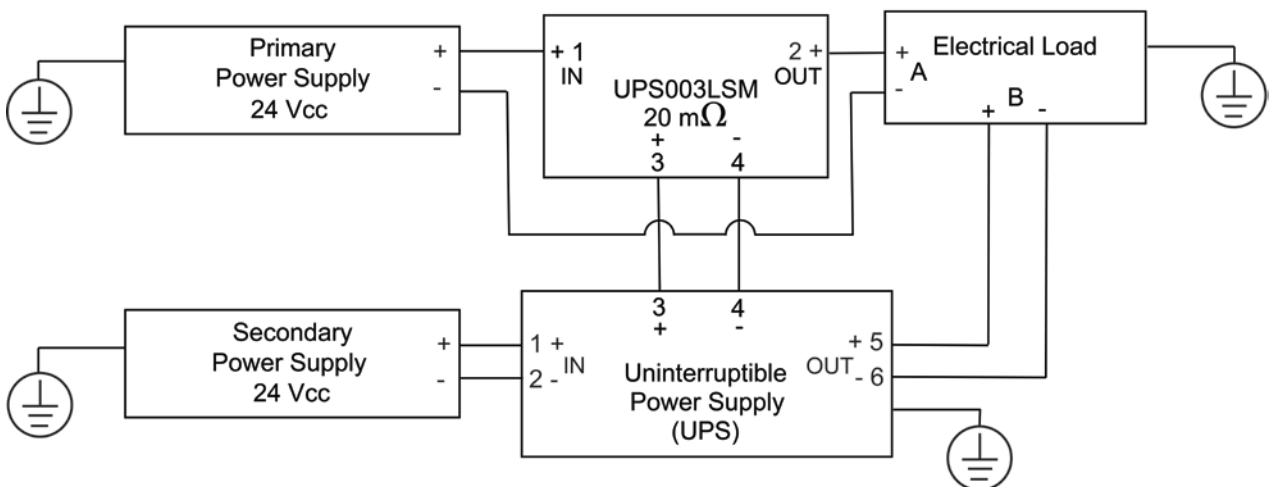 Primary
Power Supply
24 Vcc
+
-
+ 1
IN
2 +
OUT
UPS003LSM
20 mΩ
+ -
3 4
+
A
-
Electrical Load
B
+ -
Secondary
Power Supply
24 Vcc
+
-
3 4
+ -
1 +
IN
2 -
Uninterruptible
Power Supply
(UPS)
+ 5
OUT
- 6